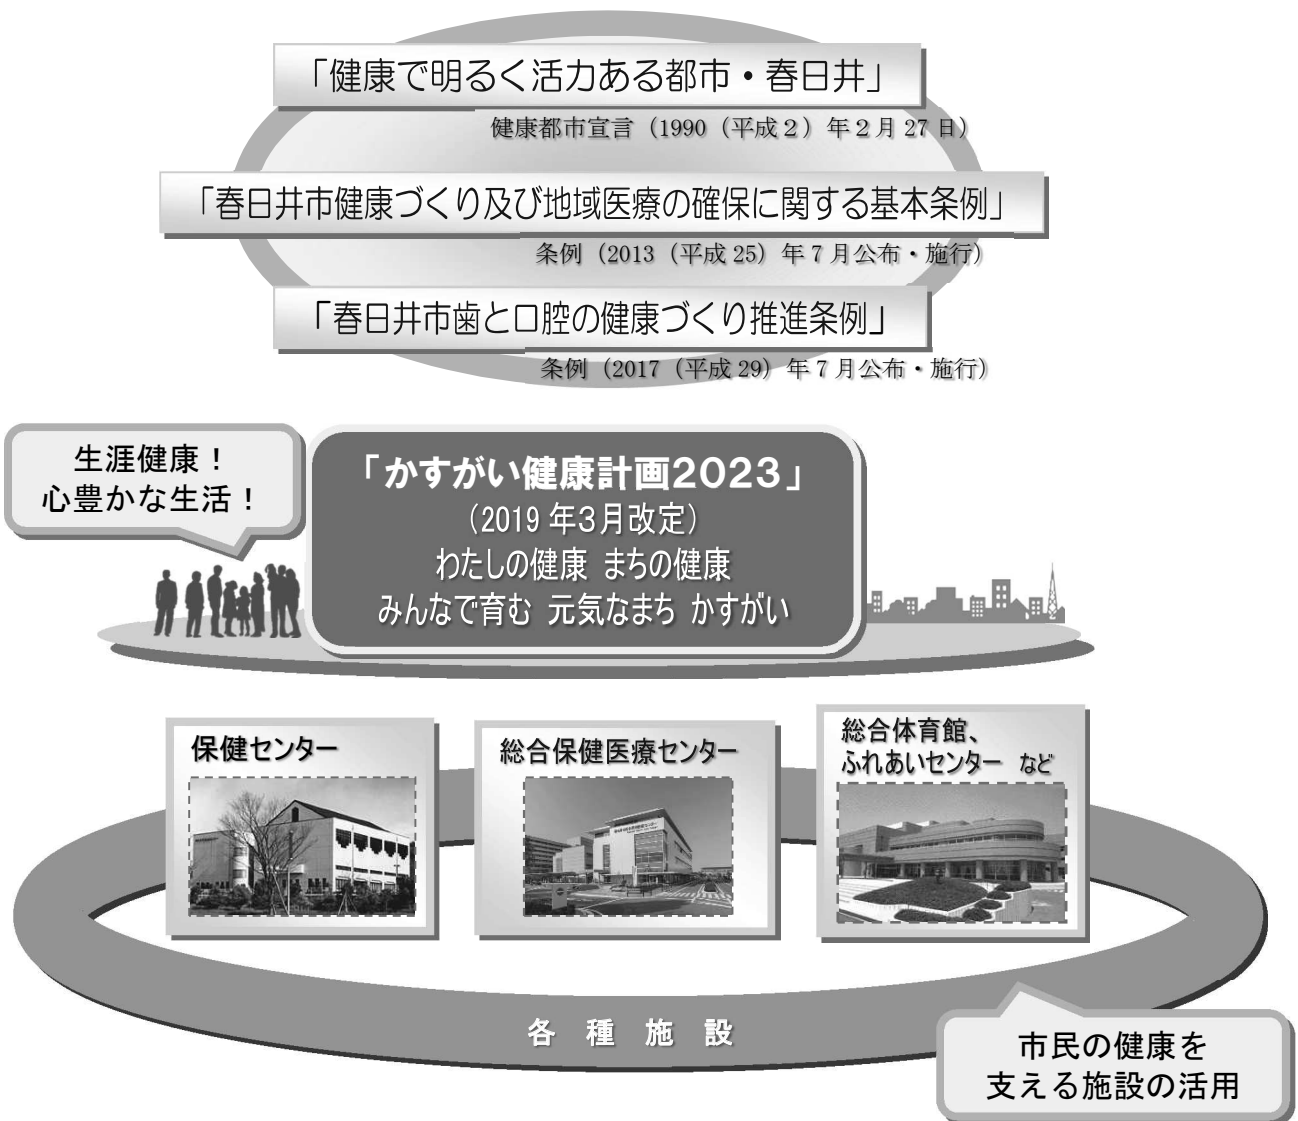 「健康で明るく活力ある都市・春日井」
健康都市宣言（1990（平成２）年２月 27 日）
「春日井市健康づくり及び地域医療の確保に関する基本条例」
条例（2013（平成 25）年７月公布・施行）
「春日井市歯と口腔の健康づくり推進条例」
条例（2017（平成 29）年７月公布・施行）
生涯健康！
心豊かな生活！
「かすがい健康計画２０２３」
（2019 年３月改定）
わたしの健康 まちの健康
みんなで育む 元気なまち かすがい
保健センター
総合保健医療センター
総合体育館、
ふれあいセンター など
各 種 施 設
市民の健康を
支える施設の活用